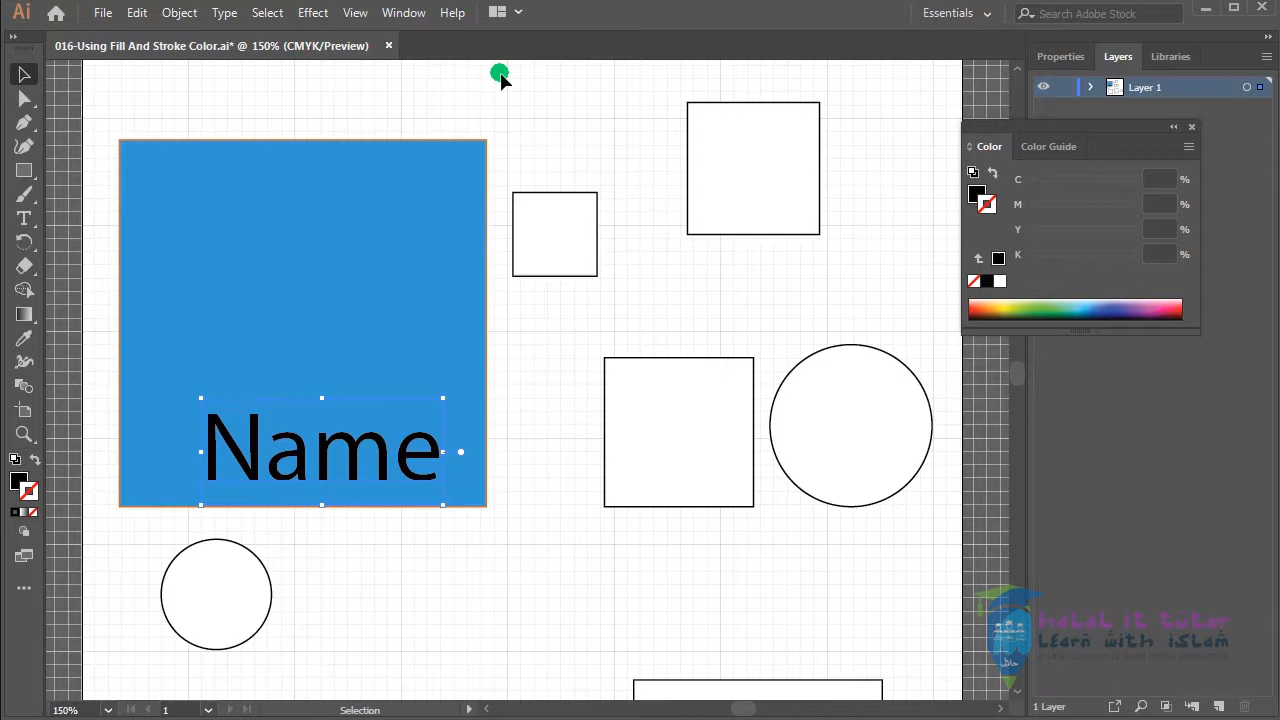 Ai File Edit Object Type Select Effect View Window Help Essentials Search Adobe Stock
016-Using Fill And Stroke Color.ai* @ 150% (CMYK/Preview) ×
Properties Layers Libraries
Layer 1
Color Color Guide
C %
M %
Y %
K %
Name
halal it tutor
Learn with iSlam
حلال
150% 1 Selection
1 Layer